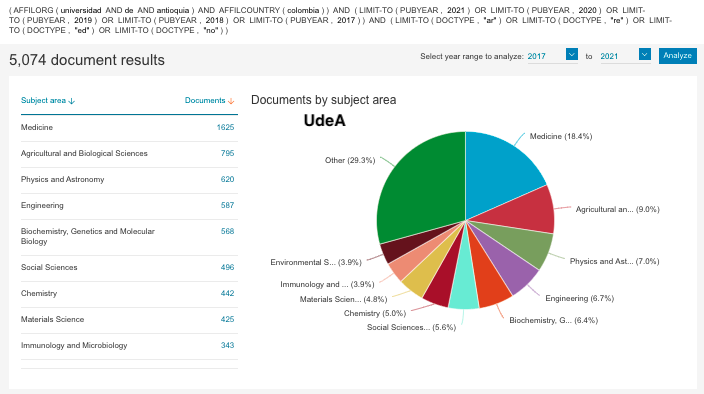 ( AFFILORG ( universidad AND de AND antioquia ) AND AFFILCOUNTRY ( colombia ) ) AND ( LIMIT-TO ( PUBYEAR , 2021 ) OR LIMIT-TO ( PUBYEAR , 2020 ) OR LIMIT-
TO ( PUBYEAR , 2019 ) OR LIMIT-TO ( PUBYEAR , 2018 ) OR LIMIT-TO ( PUBYEAR , 2017 ) ) AND ( LIMIT-TO ( DOCTYPE , "ar" ) OR LIMIT-TO ( DOCTYPE , "re" ) OR LIMIT-
TO ( DOCTYPE , "ed" ) OR LIMIT-TO ( DOCTYPE , "no" ) )
5,074 document results
Select year range to analyze: 2017 to 2021 Analyze
Subject area Documents
Medicine 1625
Agricultural and Biological Sciences 795
Physics and Astronomy 620
Engineering 587
Biochemistry, Genetics and Molecular
Biology 568
Social Sciences 496
Chemistry 442
Materials Science 425
Immunology and Microbiology 343
Documents by subject area
UdeA
Medicine (18.4%)
Agricultural an... (9.0%)
Physics and Ast... (7.0%)
Engineering (6.7%)
Biochemistry, G... (6.4%)
Social Sciences... (5.6%)
Chemistry (5.0%)
Materials Scien... (4.8%)
Immunology and ... (3.9%)
Environmental S... (3.9%)
Other (29.3%)